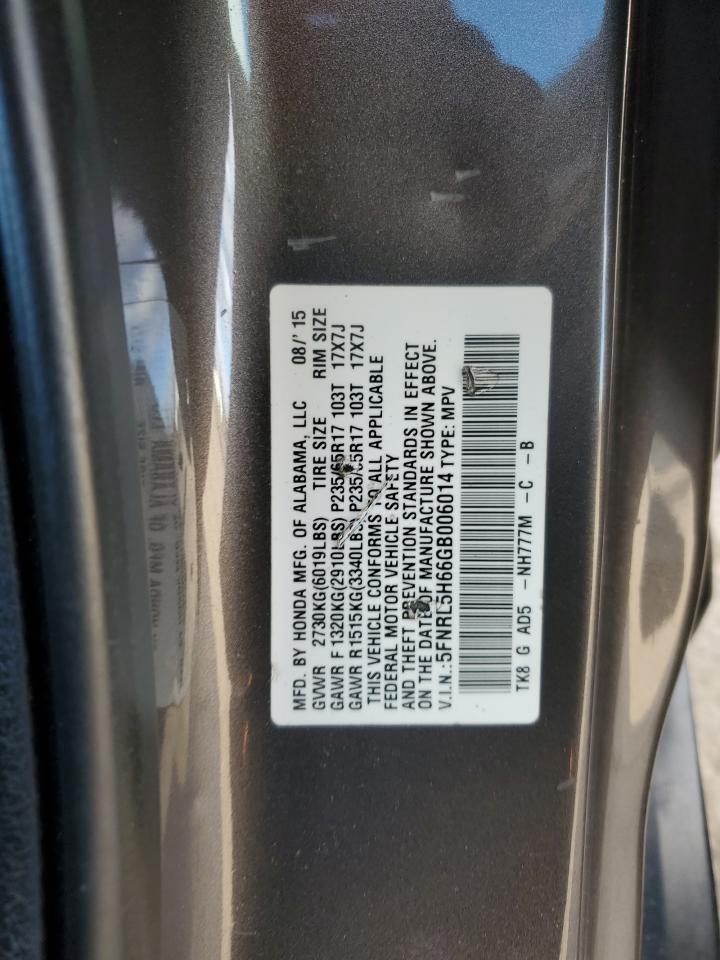 MFD. BY HONDA MFG. OF ALABAMA, LLC 08/'15
GVWR 2730KG(6019LBS) TIRE SIZE RIM SIZE
GAWR F 1320KG(2910LBS) P235/65R17 103T 17X7J
GAWR R 1515KG(3340LBS) P235/65R17 103T 17X7J
THIS VEHICLE CONFORMS TO ALL APPLICABLE
FEDERAL MOTOR VEHICLE SAFETY
AND THEFT PREVENTION STANDARDS IN EFFECT
ON THE DATE OF MANUFACTURE SHOWN ABOVE.
V.I.N.: 5FNRL5H66GB006014 TYPE: MPV
TK8 G AD5 -NH777M -C -B